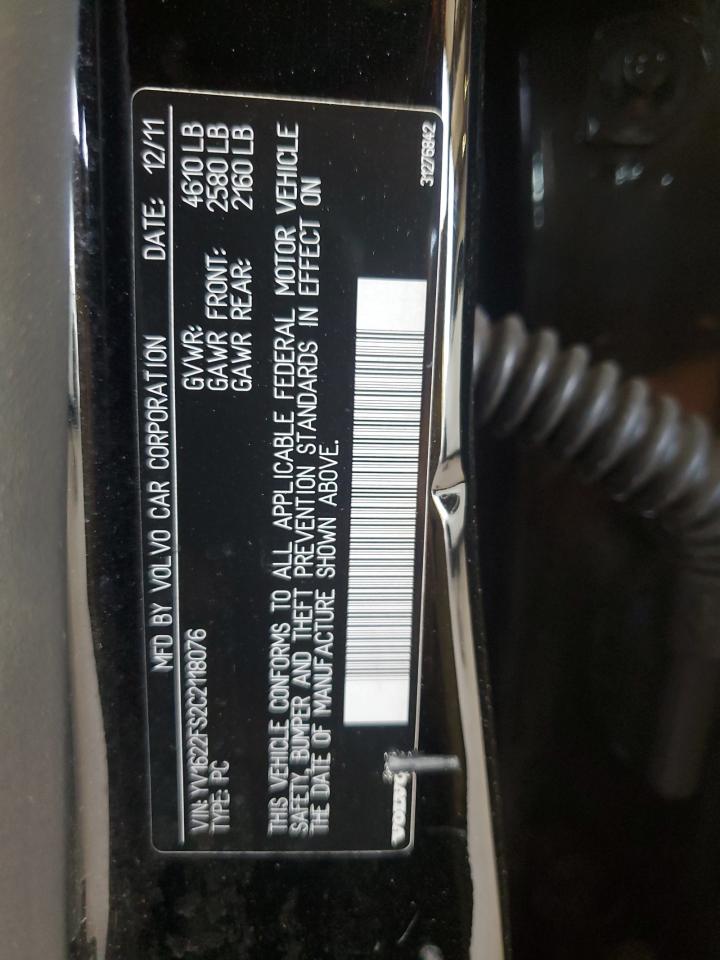 MFD BY VOLVO CAR CORPORATION DATE: 12/11
VIN: YV1622FS2C2118076
TYPE: PC
GVWR: 4610 LB
GAWR FRONT: 2580 LB
GAWR REAR: 2160 LB
THIS VEHICLE CONFORMS TO ALL APPLICABLE FEDERAL MOTOR VEHICLE
SAFETY, BUMPER AND THEFT PREVENTION STANDARDS IN EFFECT ON
THE DATE OF MANUFACTURE SHOWN ABOVE.
VOLVO
31276842